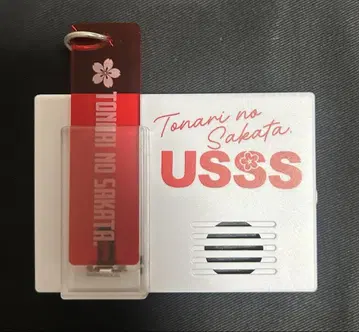 TONARI NO SAKATA.
Tonari no
Sakata.
USSS